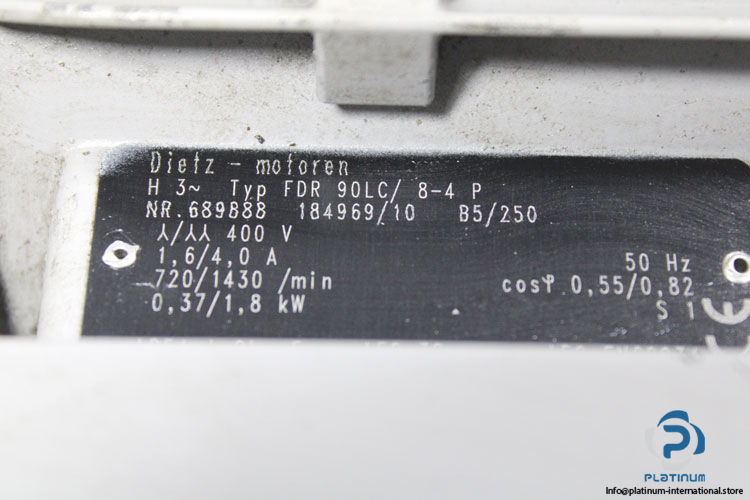 Dietz - motoren
H 3~ Typ FDR 90LC/ 8-4 P
NR.689888 184969/10 B5/250
⅄/⅄⅄ 400 V
1,6/4,0 A 50 Hz
720/1430 /min cosφ 0,55/0,82
0,37/1,8 kW S 1
CE
PLATINUM
Info@platinum-international.store